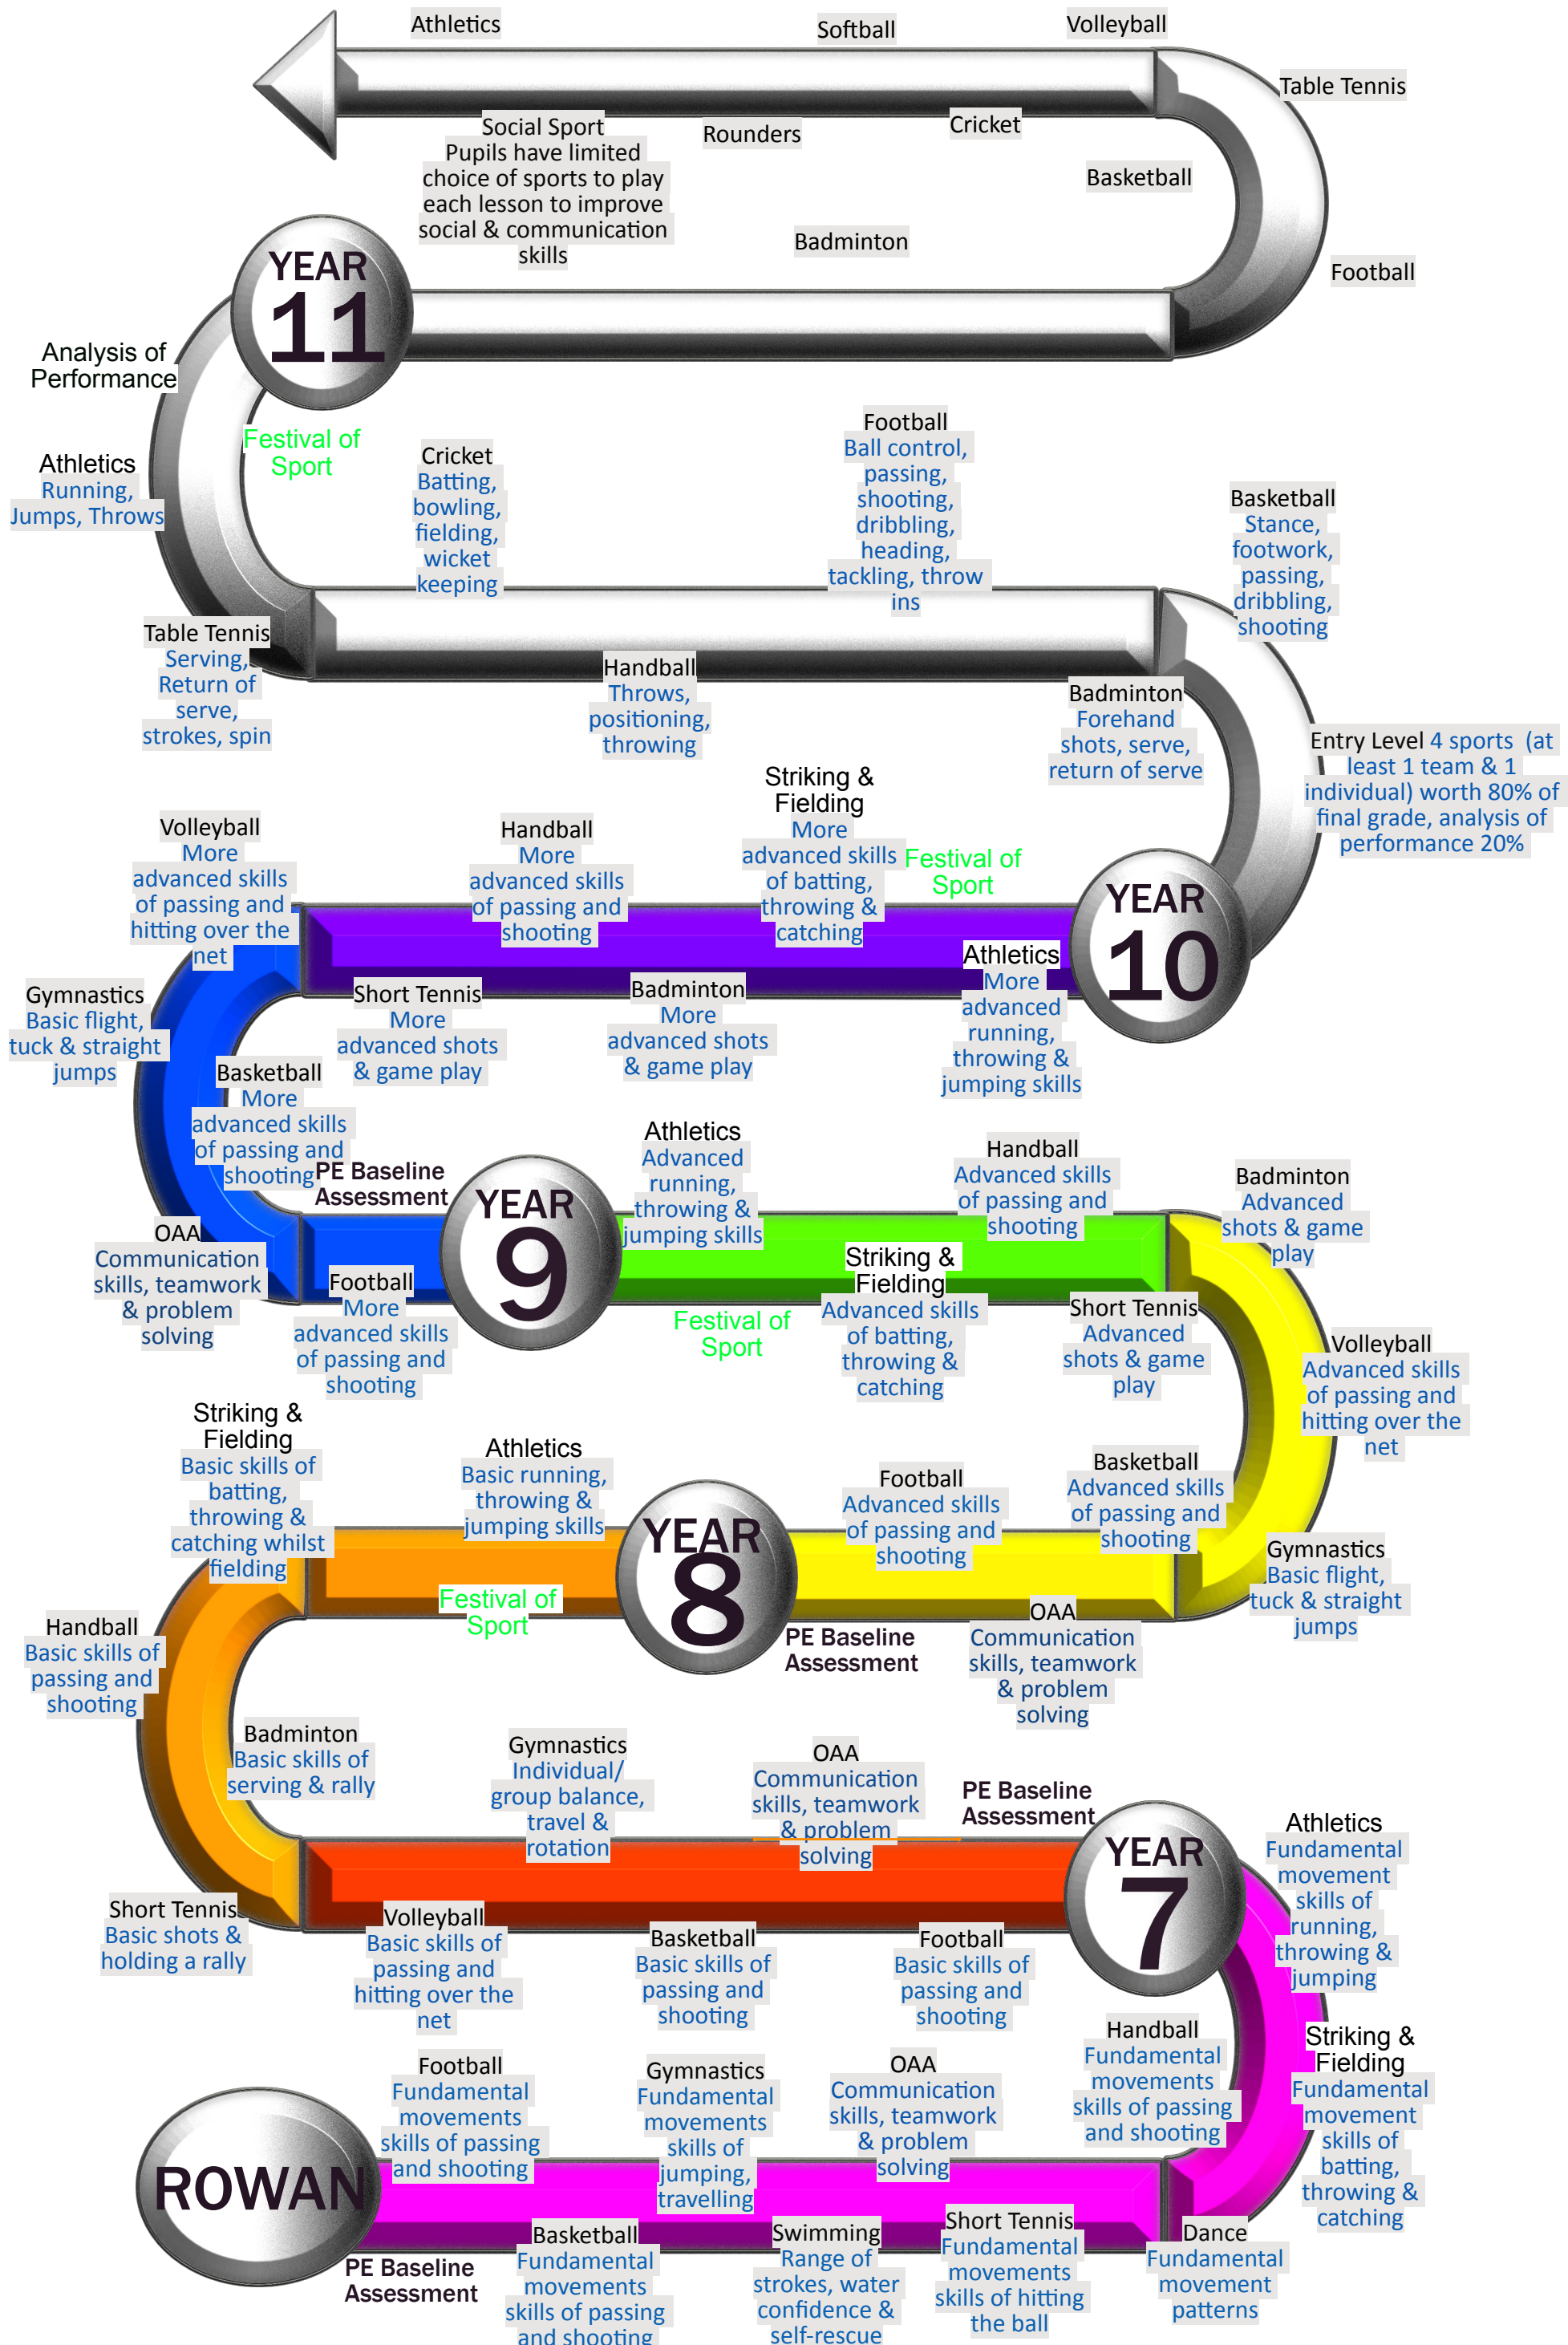 Athletics
Softball
Volleyball
Table Tennis
Social Sport
Pupils have limited
choice of sports to play
each lesson to improve
social & communication
skills
Rounders
Cricket
Basketball
Badminton
Football
YEAR
11
Analysis of
Performance
Festival of
Sport
Athletics
Running,
Jumps, Throws
Cricket
Batting,
bowling,
fielding,
wicket
keeping
Football
Ball control,
passing,
shooting,
dribbling,
heading,
tackling, throw
ins
Basketball
Stance,
footwork,
passing,
dribbling,
shooting
Table Tennis
Serving,
Return of
serve,
strokes, spin
Handball
Throws,
positioning,
throwing
Badminton
Forehand
shots, serve,
return of serve
Entry Level 4 sports (at
least 1 team & 1
individual) worth 80% of
final grade, analysis of
performance 20%
Volleyball
More
advanced skills
of passing and
hitting over the
net
Handball
More
advanced skills
of passing and
shooting
Striking &
Fielding
More
advanced skills
of batting,
throwing &
catching
Festival of
Sport
YEAR
10
Gymnastics
Basic flight,
tuck & straight
jumps
Short Tennis
More
advanced shots
& game play
Badminton
More
advanced shots
& game play
Athletics
More
advanced
running,
throwing &
jumping skills
Basketball
More
advanced skills
of passing and
shooting
PE Baseline
Assessment
YEAR
9
Athletics
Advanced
running,
throwing &
jumping skills
Handball
Advanced skills
of passing and
shooting
Badminton
Advanced
shots & game
play
OAA
Communication
skills, teamwork
& problem
solving
Football
More
advanced skills
of passing and
shooting
Festival of
Sport
Striking &
Fielding
Advanced skills
of batting,
throwing &
catching
Short Tennis
Advanced
shots & game
play
Volleyball
Advanced skills
of passing and
hitting over the
net
Striking &
Fielding
Basic skills of
batting,
throwing &
catching whilst
fielding
Athletics
Basic running,
throwing &
jumping skills
YEAR
8
Football
Advanced skills
of passing and
shooting
Basketball
Advanced skills
of passing and
shooting
Gymnastics
Basic flight,
tuck & straight
jumps
Festival of
Sport
PE Baseline
Assessment
OAA
Communication
skills, teamwork
& problem
solving
Handball
Basic skills of
passing and
shooting
Badminton
Basic skills of
serving & rally
Gymnastics
Individual/
group balance,
travel &
rotation
OAA
Communication
skills, teamwork
& problem
solving
PE Baseline
Assessment
YEAR
7
Athletics
Fundamental
movement
skills of
running,
throwing &
jumping
Short Tennis
Basic shots &
holding a rally
Volleyball
Basic skills of
passing and
hitting over the
net
Basketball
Basic skills of
passing and
shooting
Football
Basic skills of
passing and
shooting
Handball
Fundamental
movements
skills of passing
and shooting
Striking &
Fielding
Fundamental
movement
skills of
batting,
throwing &
catching
Football
Fundamental
movements
skills of passing
and shooting
Gymnastics
Fundamental
movements
skills of
jumping,
travelling
OAA
Communication
skills, teamwork
& problem
solving
ROWAN
PE Baseline
Assessment
Basketball
Fundamental
movements
skills of passing
and shooting
Swimming
Range of
strokes, water
confidence &
self-rescue
Short Tennis
Fundamental
movements
skills of hitting
the ball
Dance
Fundamental
movement
patterns